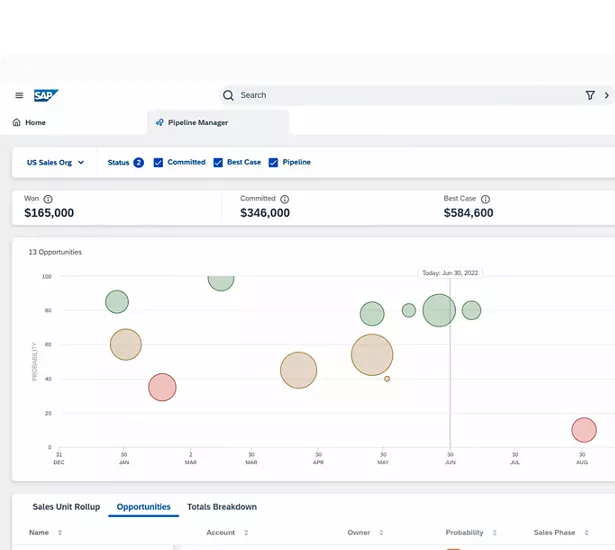 SAP
Search
Home
Pipeline Manager
US Sales Org
Status 2 Committed Best Case Pipeline
Won Committed Best Case
$165,000 $346,000 $584,600
13 Opportunities
Today: Jun 30, 2022
100
80
60
40
20
0
PROBABILITY
31 30 2 30 30 30 30 30 30
DEC JAN MAR MAR APR MAY JUN JUL AUG
Sales Unit Rollup Opportunities Totals Breakdown
Name Account Owner Probability Sales Phase